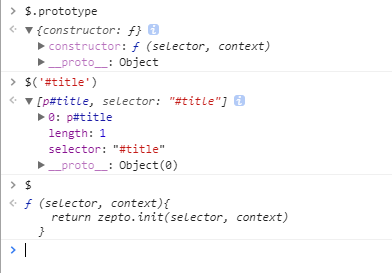 > $.prototype
<· ▼{constructor: ƒ} i
▶ constructor: ƒ (selector, context)
▶ __proto__: Object
> $('#title')
<· ▼[p#title, selector: "#title"] i
▶ 0: p#title
length: 1
selector: "#title"
▶ __proto__: Object(0)
> $
<· ƒ (selector, context){
return zepto.init(selector, context)
}
>